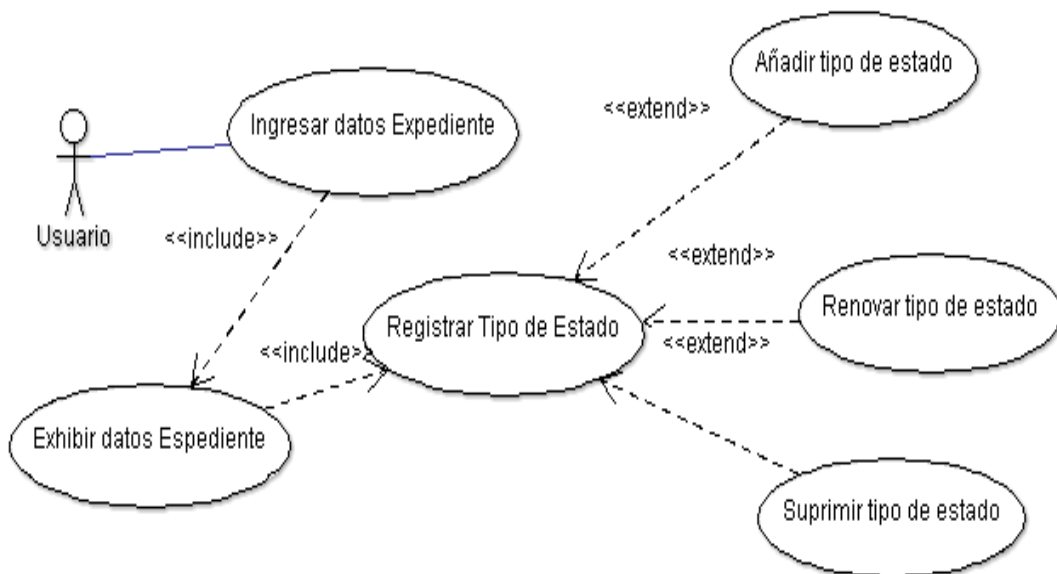 Añadir tipo de estado
<<extend>>
Ingresar datos Expediente
Usuario
<<include>>
<<extend>>
Renovar tipo de estado
Registrar Tipo de Estado
<<extend>>
<<include>>
Exhibir datos Espediente
Suprimir tipo de estado